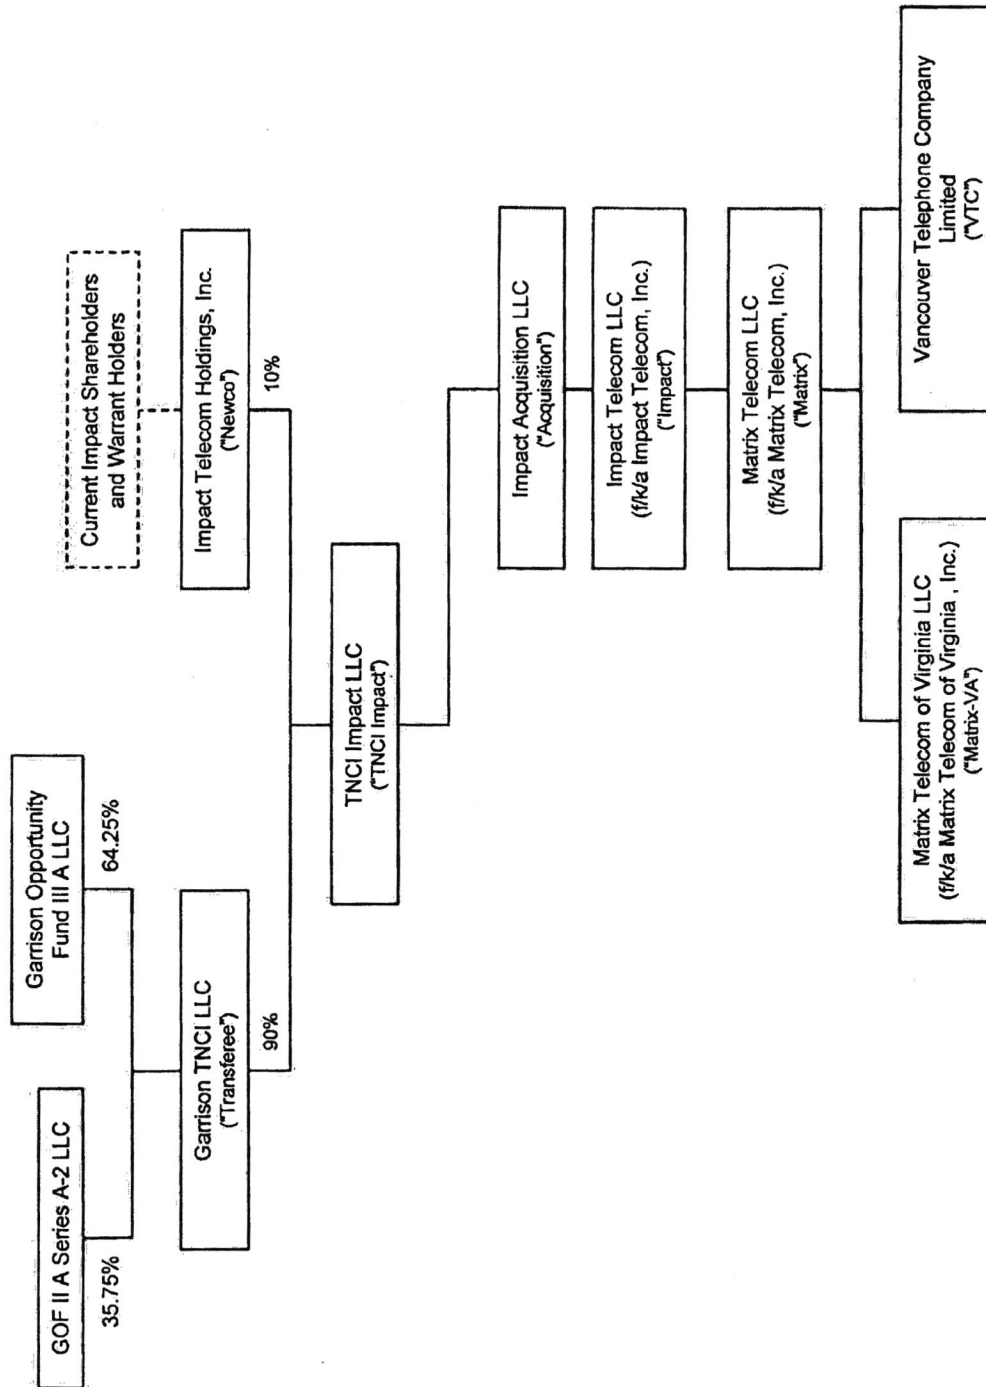 GOF II A Series A-2 LLC
35.75%
Garrison Opportunity
Fund III A LLC
64.25%
Current Impact Shareholders
and Warrant Holders
Garrison TNCI LLC
("Transferee")
90%
Impact Telecom Holdings, Inc.
("Newco")
10%
TNCI Impact LLC
("TNCI Impact")
Impact Acquisition LLC
("Acquisition")
Impact Telecom LLC
(f/k/a Impact Telecom, Inc.)
("Impact")
Matrix Telecom LLC
(f/k/a Matrix Telecom, Inc.)
("Matrix")
Matrix Telecom of Virginia LLC
(f/k/a Matrix Telecom of Virginia , Inc.)
("Matrix-VA")
Vancouver Telephone Company
Limited
("VTC")